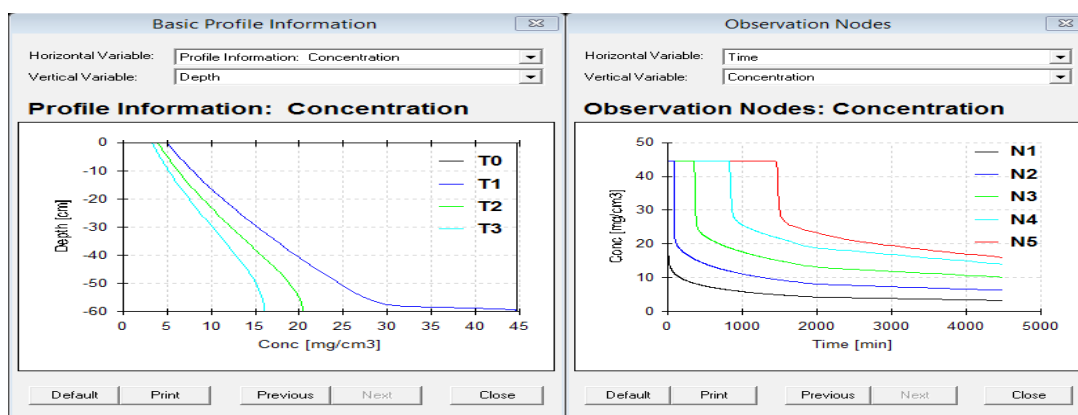 Basic Profile Information
Horizontal Variable: Profile Information: Concentration
Vertical Variable: Depth
Profile Information: Concentration
0
-10
-20
-30
-40
-50
-60
Depth [cm]
T0
T1
T2
T3
0 5 10 15 20 25 30 35 40 45
Conc [mg/cm3]
Default Print Previous Next Close
Observation Nodes
Horizontal Variable: Time
Vertical Variable: Concentration
Observation Nodes: Concentration
50
40
30
20
10
0
Conc [mg/cm3]
N1
N2
N3
N4
N5
0 1000 2000 3000 4000 5000
Time [min]
Default Print Previous Next Close